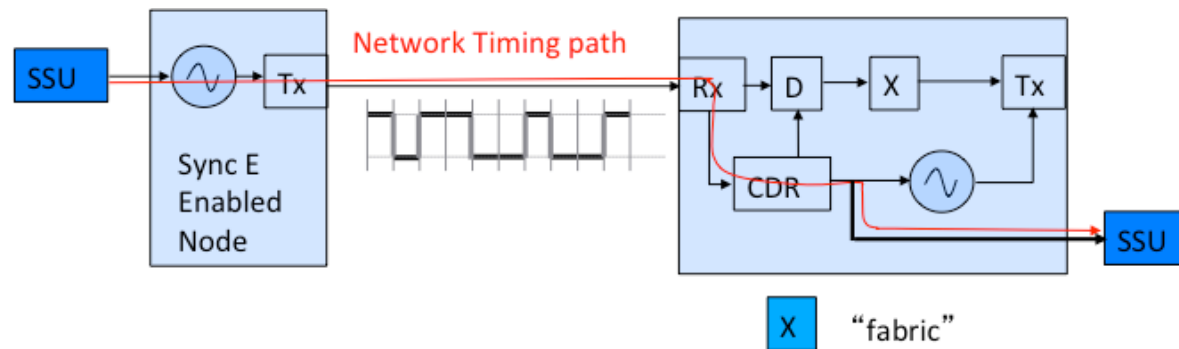 Network Timing path
SSU
Tx
Sync E
Enabled
Node
Rx
D
X
Tx
CDR
SSU
X
“fabric”